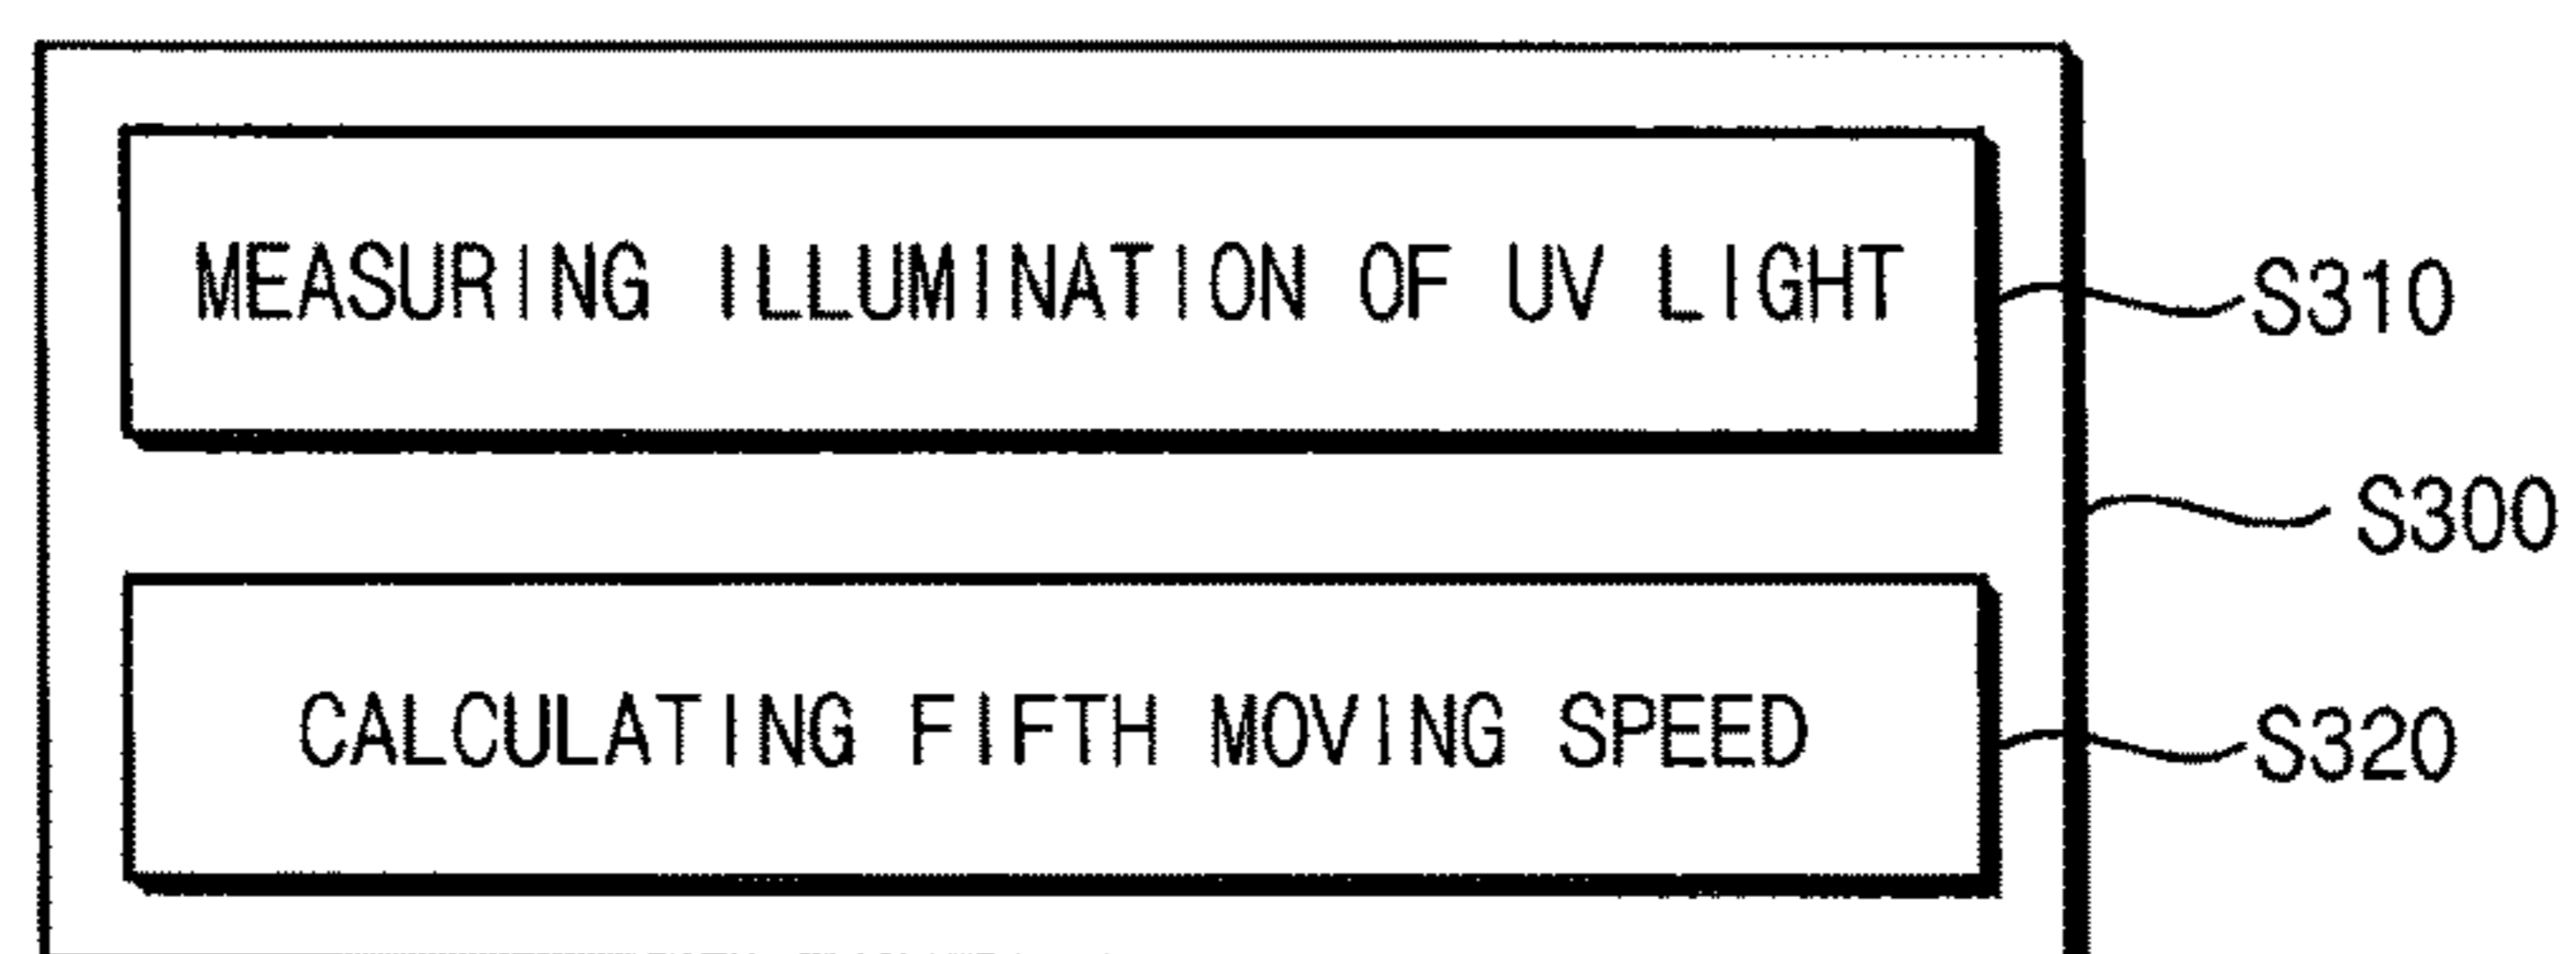 MEASURING ILLUMINATION OF UV LIGHT
S310
S300
CALCULATING FIFTH MOVING SPEED
S320